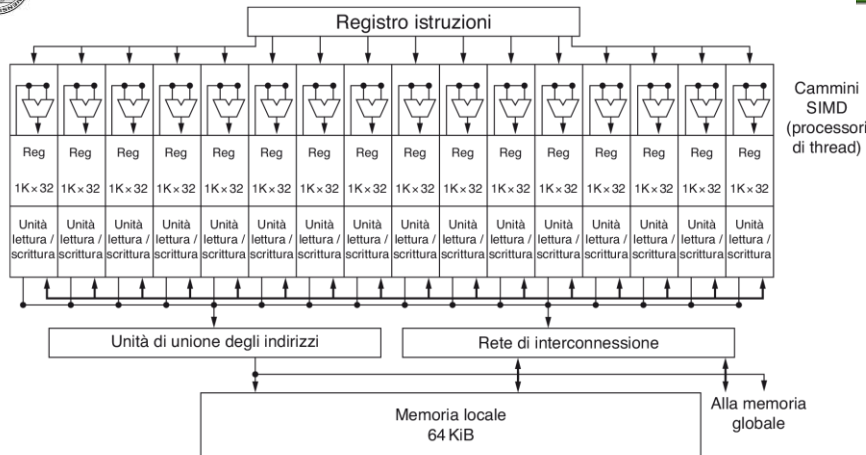 Registro istruzioni
Cammini
SIMD
(processori
di thread)
Reg Reg Reg Reg Reg Reg Reg Reg Reg Reg Reg Reg Reg Reg Reg Reg
1K×32 1K×32 1K×32 1K×32 1K×32 1K×32 1K×32 1K×32 1K×32 1K×32 1K×32 1K×32 1K×32 1K×32 1K×32 1K×32
Unità Unità Unità Unità Unità Unità Unità Unità Unità Unità Unità Unità Unità Unità Unità Unità
lettura / lettura / lettura / lettura / lettura / lettura / lettura / lettura / lettura / lettura / lettura / lettura / lettura / lettura / lettura / lettura /
scrittura scrittura scrittura scrittura scrittura scrittura scrittura scrittura scrittura scrittura scrittura scrittura scrittura scrittura scrittura scrittura
Unità di unione degli indirizzi
Rete di interconnessione
Memoria locale
64 KiB
Alla memoria
globale